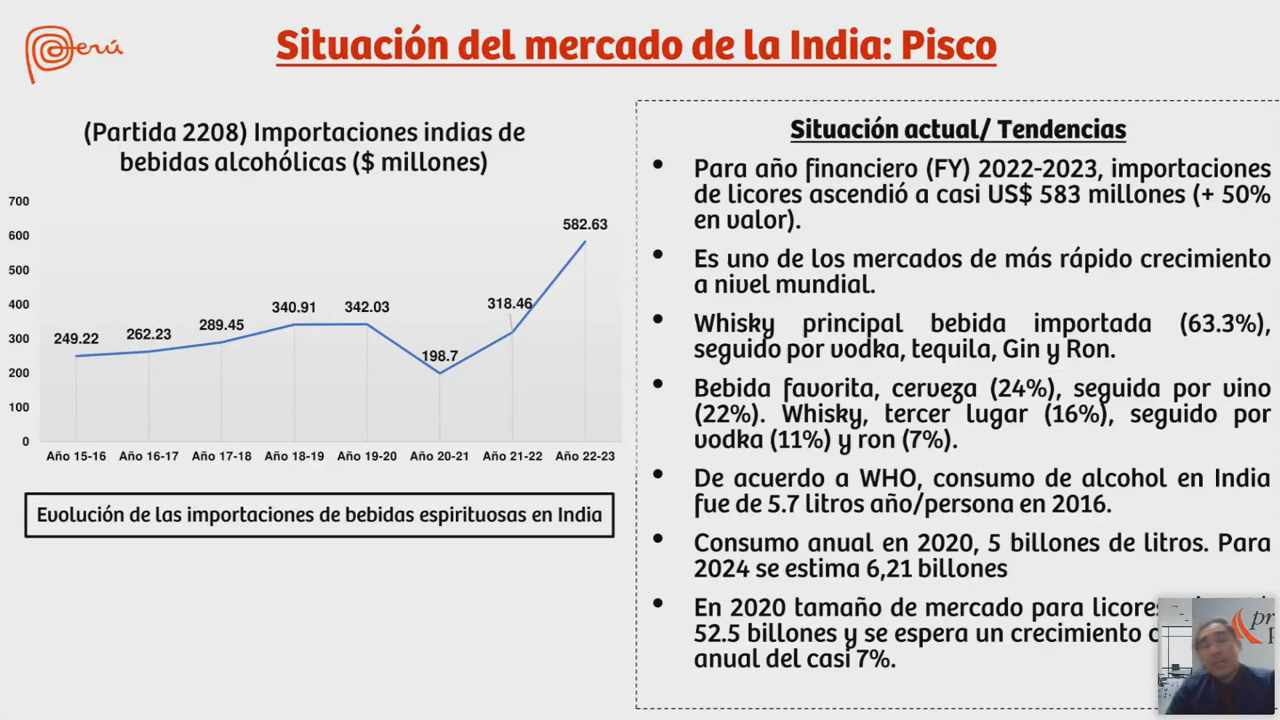 Perú
Situación del mercado de la India: Pisco
(Partida 2208) Importaciones indias de
bebidas alcohólicas ($ millones)
700
600
500
400
300
200
100
0
249.22
262.23
289.45
340.91
342.03
198.7
318.46
582.63
Año 15-16
Año 16-17
Año 17-18
Año 18-19
Año 19-20
Año 20-21
Año 21-22
Año 22-23
Evolución de las importaciones de bebidas espirituosas en India
Situación actual/ Tendencias
• Para año financiero (FY) 2022-2023, importaciones
de licores ascendió a casi US$ 583 millones (+ 50%
en valor).
• Es uno de los mercados de más rápido crecimiento
a nivel mundial.
• Whisky principal bebida importada (63.3%),
seguido por vodka, tequila, Gin y Ron.
• Bebida favorita, cerveza (24%), seguida por vino
(22%). Whisky, tercer lugar (16%), seguido por
vodka (11%) y ron (7%).
• De acuerdo a WHO, consumo de alcohol en India
fue de 5.7 litros año/persona en 2016.
• Consumo anual en 2020, 5 billones de litros. Para
2024 se estima 6,21 billones
• En 2020 tamaño de mercado para licores
52.5 billones y se espera un crecimiento
anual del casi 7%.